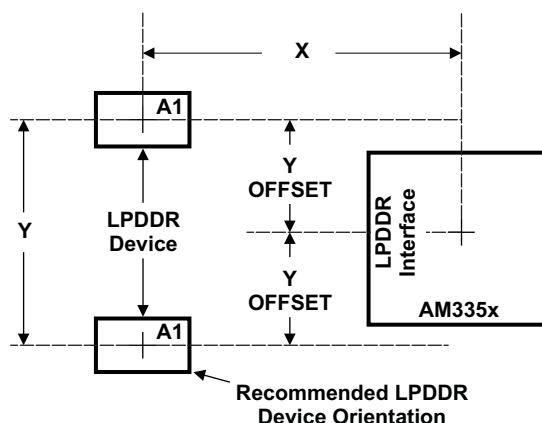 X
A1
Y
OFFSET
Y
LPDDR
Device
LPDDR
Interface
Y
OFFSET
A1
AM335x
Recommended LPDDR
Device Orientation